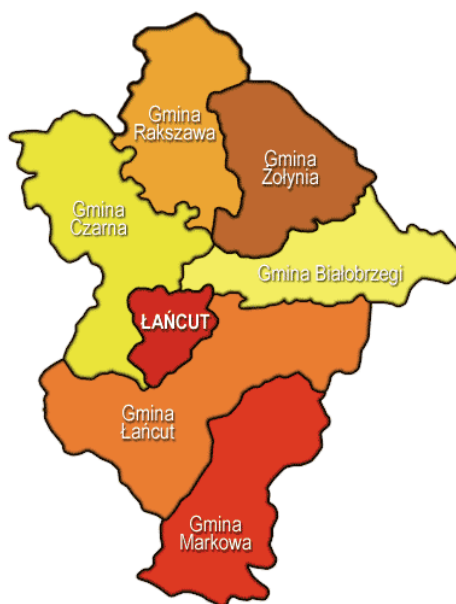 Gmina
Rakszawa
Gmina
Żołynia
Gmina
Czarna
Gmina Białobrzegi
ŁAŃCUT
Gmina
Łańcut
Gmina
Markowa